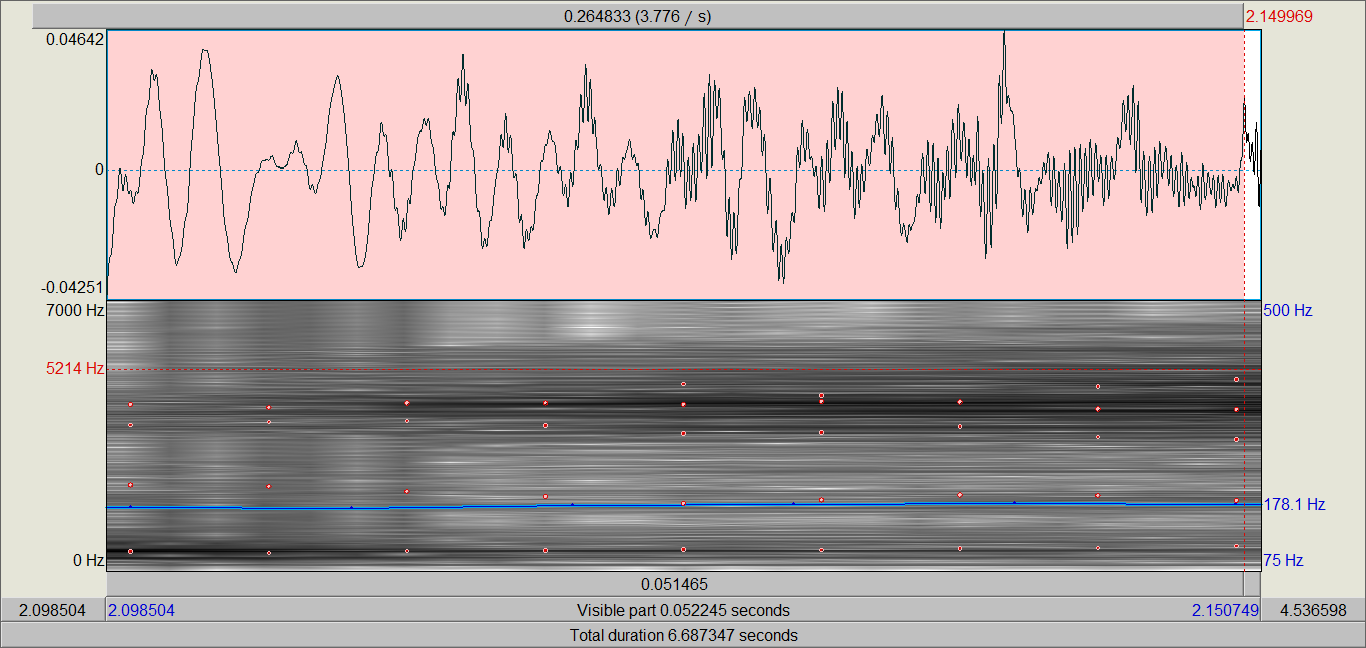 0.264833 (3.776 / s)
2.149969
0.04642
0
-0.04251
7000 Hz
500 Hz
5214 Hz
178.1 Hz
0 Hz
75 Hz
0.051465
2.098504
2.098504
Visible part 0.052245 seconds
2.150749
4.536598
Total duration 6.687347 seconds